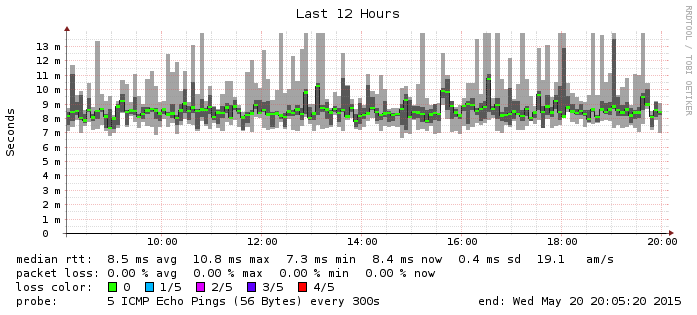 Last 12 Hours
RRDTOOL / TOBI OETIKER
Seconds
13 m
12 m
11 m
10 m
9 m
8 m
7 m
6 m
5 m
4 m
3 m
2 m
1 m
0
10:00 12:00 14:00 16:00 18:00 20:00
median rtt: 8.5 ms avg 10.8 ms max 7.3 ms min 8.4 ms now 0.4 ms sd 19.1 am/s
packet loss: 0.00 % avg 0.00 % max 0.00 % min 0.00 % now
loss color: 0 1/5 2/5 3/5 4/5
probe: 5 ICMP Echo Pings (56 Bytes) every 300s end: Wed May 20 20:05:20 2015